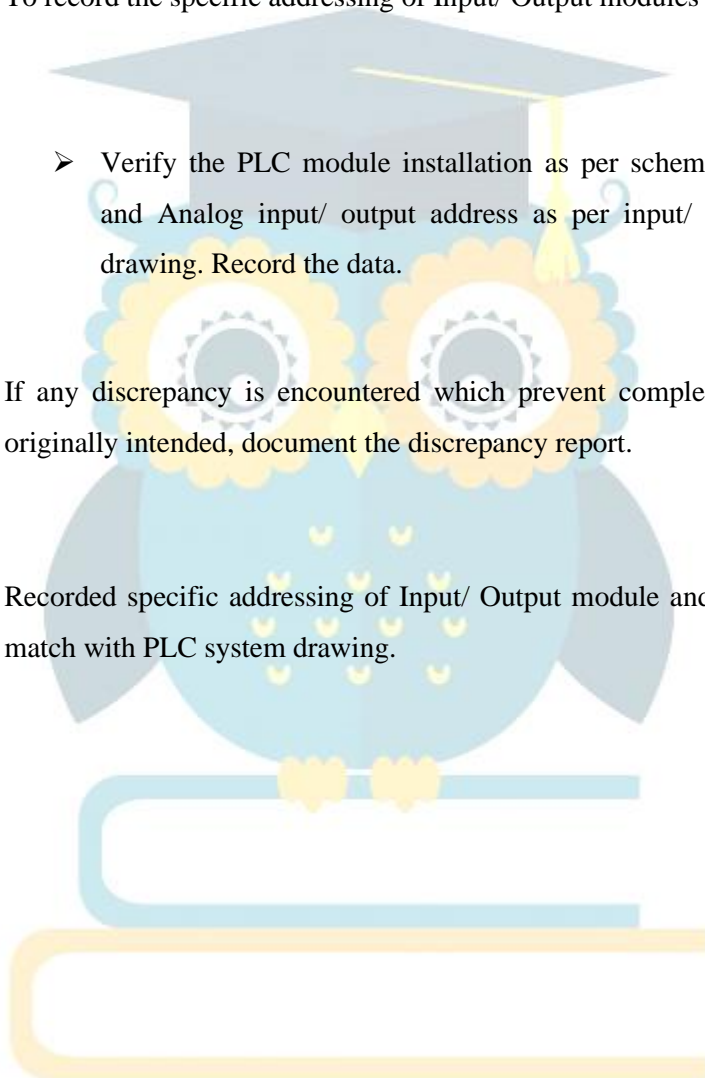 To record the specific addressing of Input/ Output modules
➢ Verify the PLC module installation as per schem
and Analog input/ output address as per input/
drawing. Record the data.
If any discrepancy is encountered which prevent comple
originally intended, document the discrepancy report.
Recorded specific addressing of Input/ Output module and
match with PLC system drawing.